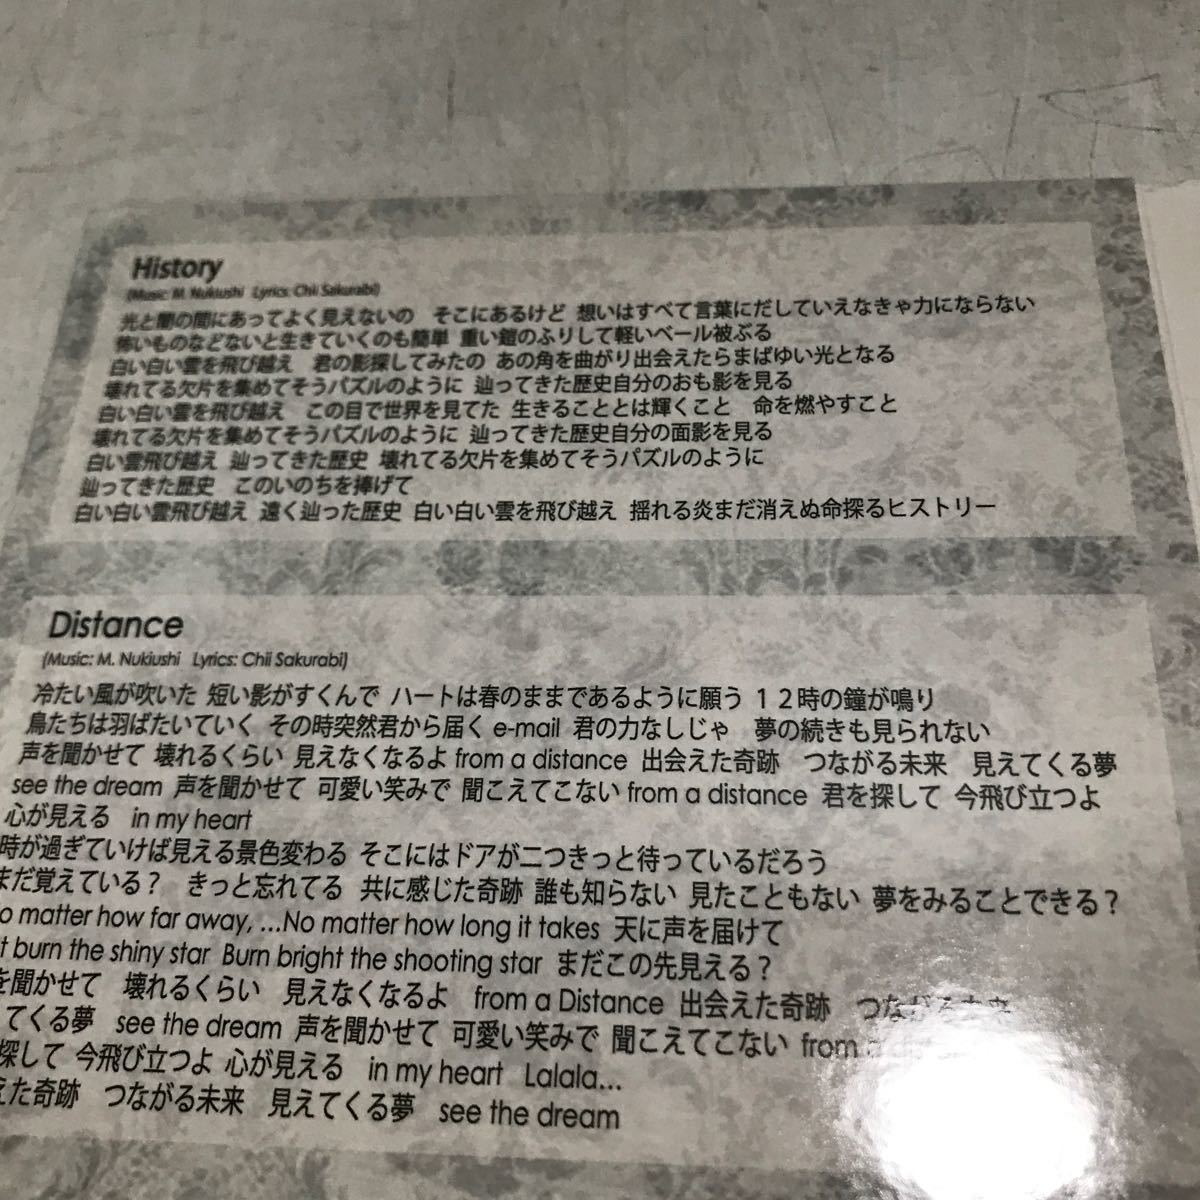 History
(Music: M. Nukiushi Lyrics: Chii Sakurabi)
光と闇の間にあってよく見えないの そこにあるけど 想いはすべて言葉にだしていえなきゃ力にならない
怖いものなどないと生きていくのも簡単 重い鎧のふりして軽いベール被ぶる
白い白い雲を飛び越え 君の影探してみたの あの角を曲がり出会えたらまばゆい光となる
壊れてる欠片を集めてそうパズルのように 辿ってきた歴史自分のおも影を見る
白い白い雲を飛び越え この目で世界を見てた 生きることとは輝くこと 命を燃やすこと
壊れてる欠片を集めてそうパズルのように 辿ってきた歴史自分の面影を見る
白い雲飛び越え 辿ってきた歴史 壊れてる欠片を集めてそうパズルのように
辿ってきた歴史 このいのちを捧げて
白い白い雲飛び越え 遠く辿った歴史 白い白い雲を飛び越え 揺れる炎まだ消えぬ命探るヒストリー
Distance
(Music: M. Nukiushi Lyrics: Chii Sakurabi)
冷たい風が吹いた 短い影がすくんで ハートは春のままであるように願う 12時の鐘が鳴り
鳥たちは羽ばたいていく その時突然君から届く e-mail 君の力なしじゃ 夢の続きも見られない
声を聞かせて 壊れるくらい 見えなくなるよ from a distance 出会えた奇跡 つながる未来 見えてくる夢
see the dream 声を聞かせて 可愛い笑みで 聞こえてこない from a distance 君を探して 今飛び立つよ
心が見える in my heart
時が過ぎていけば見える景色変わる そこにはドアが二つきっと待っているだろう
まだ覚えている? きっと忘れてる 共に感じた奇跡 誰も知らない 見たこともない 夢をみることできる?
o matter how far away, ...No matter how long it takes 天に声を届けて
t burn the shiny star Burn bright the shooting star まだこの先見える?
を聞かせて 壊れるくらい 見えなくなるよ from a Distance 出会えた奇跡 つながる未来
てくる夢 see the dream 声を聞かせて 可愛い笑みで 聞こえてこない from a
探して 今飛び立つよ 心が見える in my heart Lalala...
えた奇跡 つながる未来 見えてくる夢 see the dream